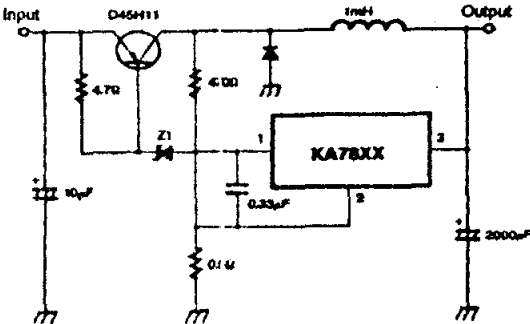 Input
D45H11
1mH
Output
4.7Ω
Z1
1
KA78XX
3
2
+
10µF
0.33µF
+
2000µF